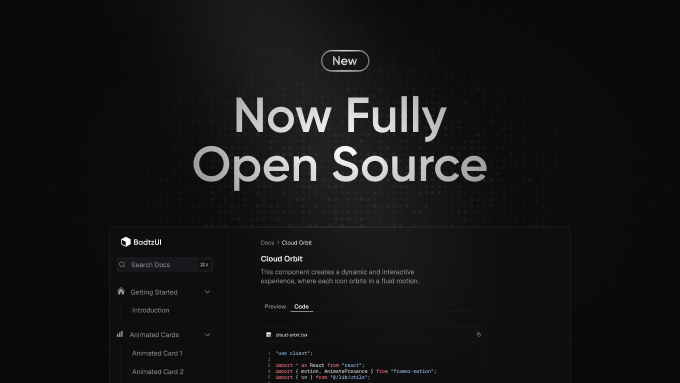 New
Now Fully
Open Source
BadtzUI
Search Docs
⌘K
Getting Started
Introduction
Animated Cards
Animated Card 1
Animated Card 2
Docs > Cloud Orbit
Cloud Orbit
This component creates a dynamic and interactive
experience, where each icon orbits in a fluid motion.
Preview Code
cloud-orbit.tsx
1 "use client";
2
3 import * as React from "react";
4 import { motion, AnimatePresence } from "framer-motion";
5 import { cn } from "@/lib/utils";